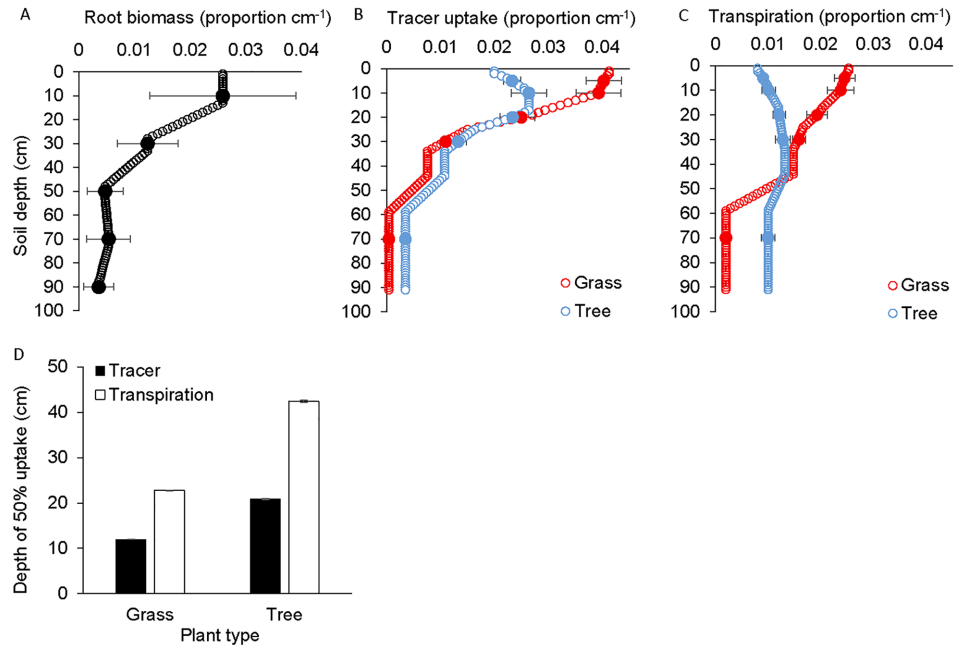 A
Root biomass (proportion cm-1)
0 0.01 0.02 0.03 0.04
Soil depth (cm)
0
10
20
30
40
50
60
70
80
90
100
B
Tracer uptake (proportion cm-1)
0 0.01 0.02 0.03 0.04
0
10
20
30
40
50
60
70
80
90
100
Grass
Tree
C
Transpiration (proportion cm-1)
0 0.01 0.02 0.03 0.04
0
10
20
30
40
50
60
70
80
90
100
Grass
Tree
D
Depth of 50% uptake (cm)
50
40
30
20
10
0
Tracer
Transpiration
Grass Tree
Plant type